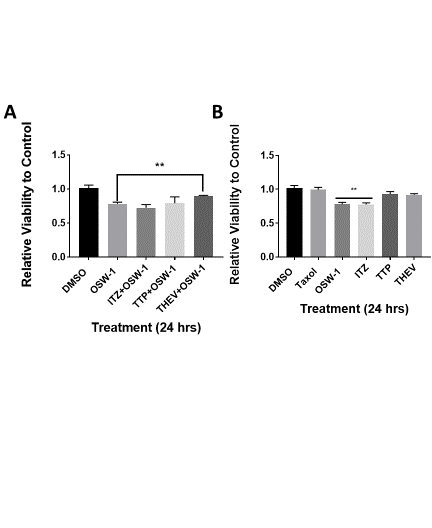 A
Relative Viability to Control
1.5
1.0
0.5
0.0
**
DMSO
OSW-1
ITZ+OSW-1
TTP+OSW-1
THEV+OSW-1
Treatment (24 hrs)
B
Relative Viability to Control
1.5
1.0
0.5
0.0
**
DMSO
Taxol
OSW-1
ITZ
TTP
THEV
Treatment (24 hrs)